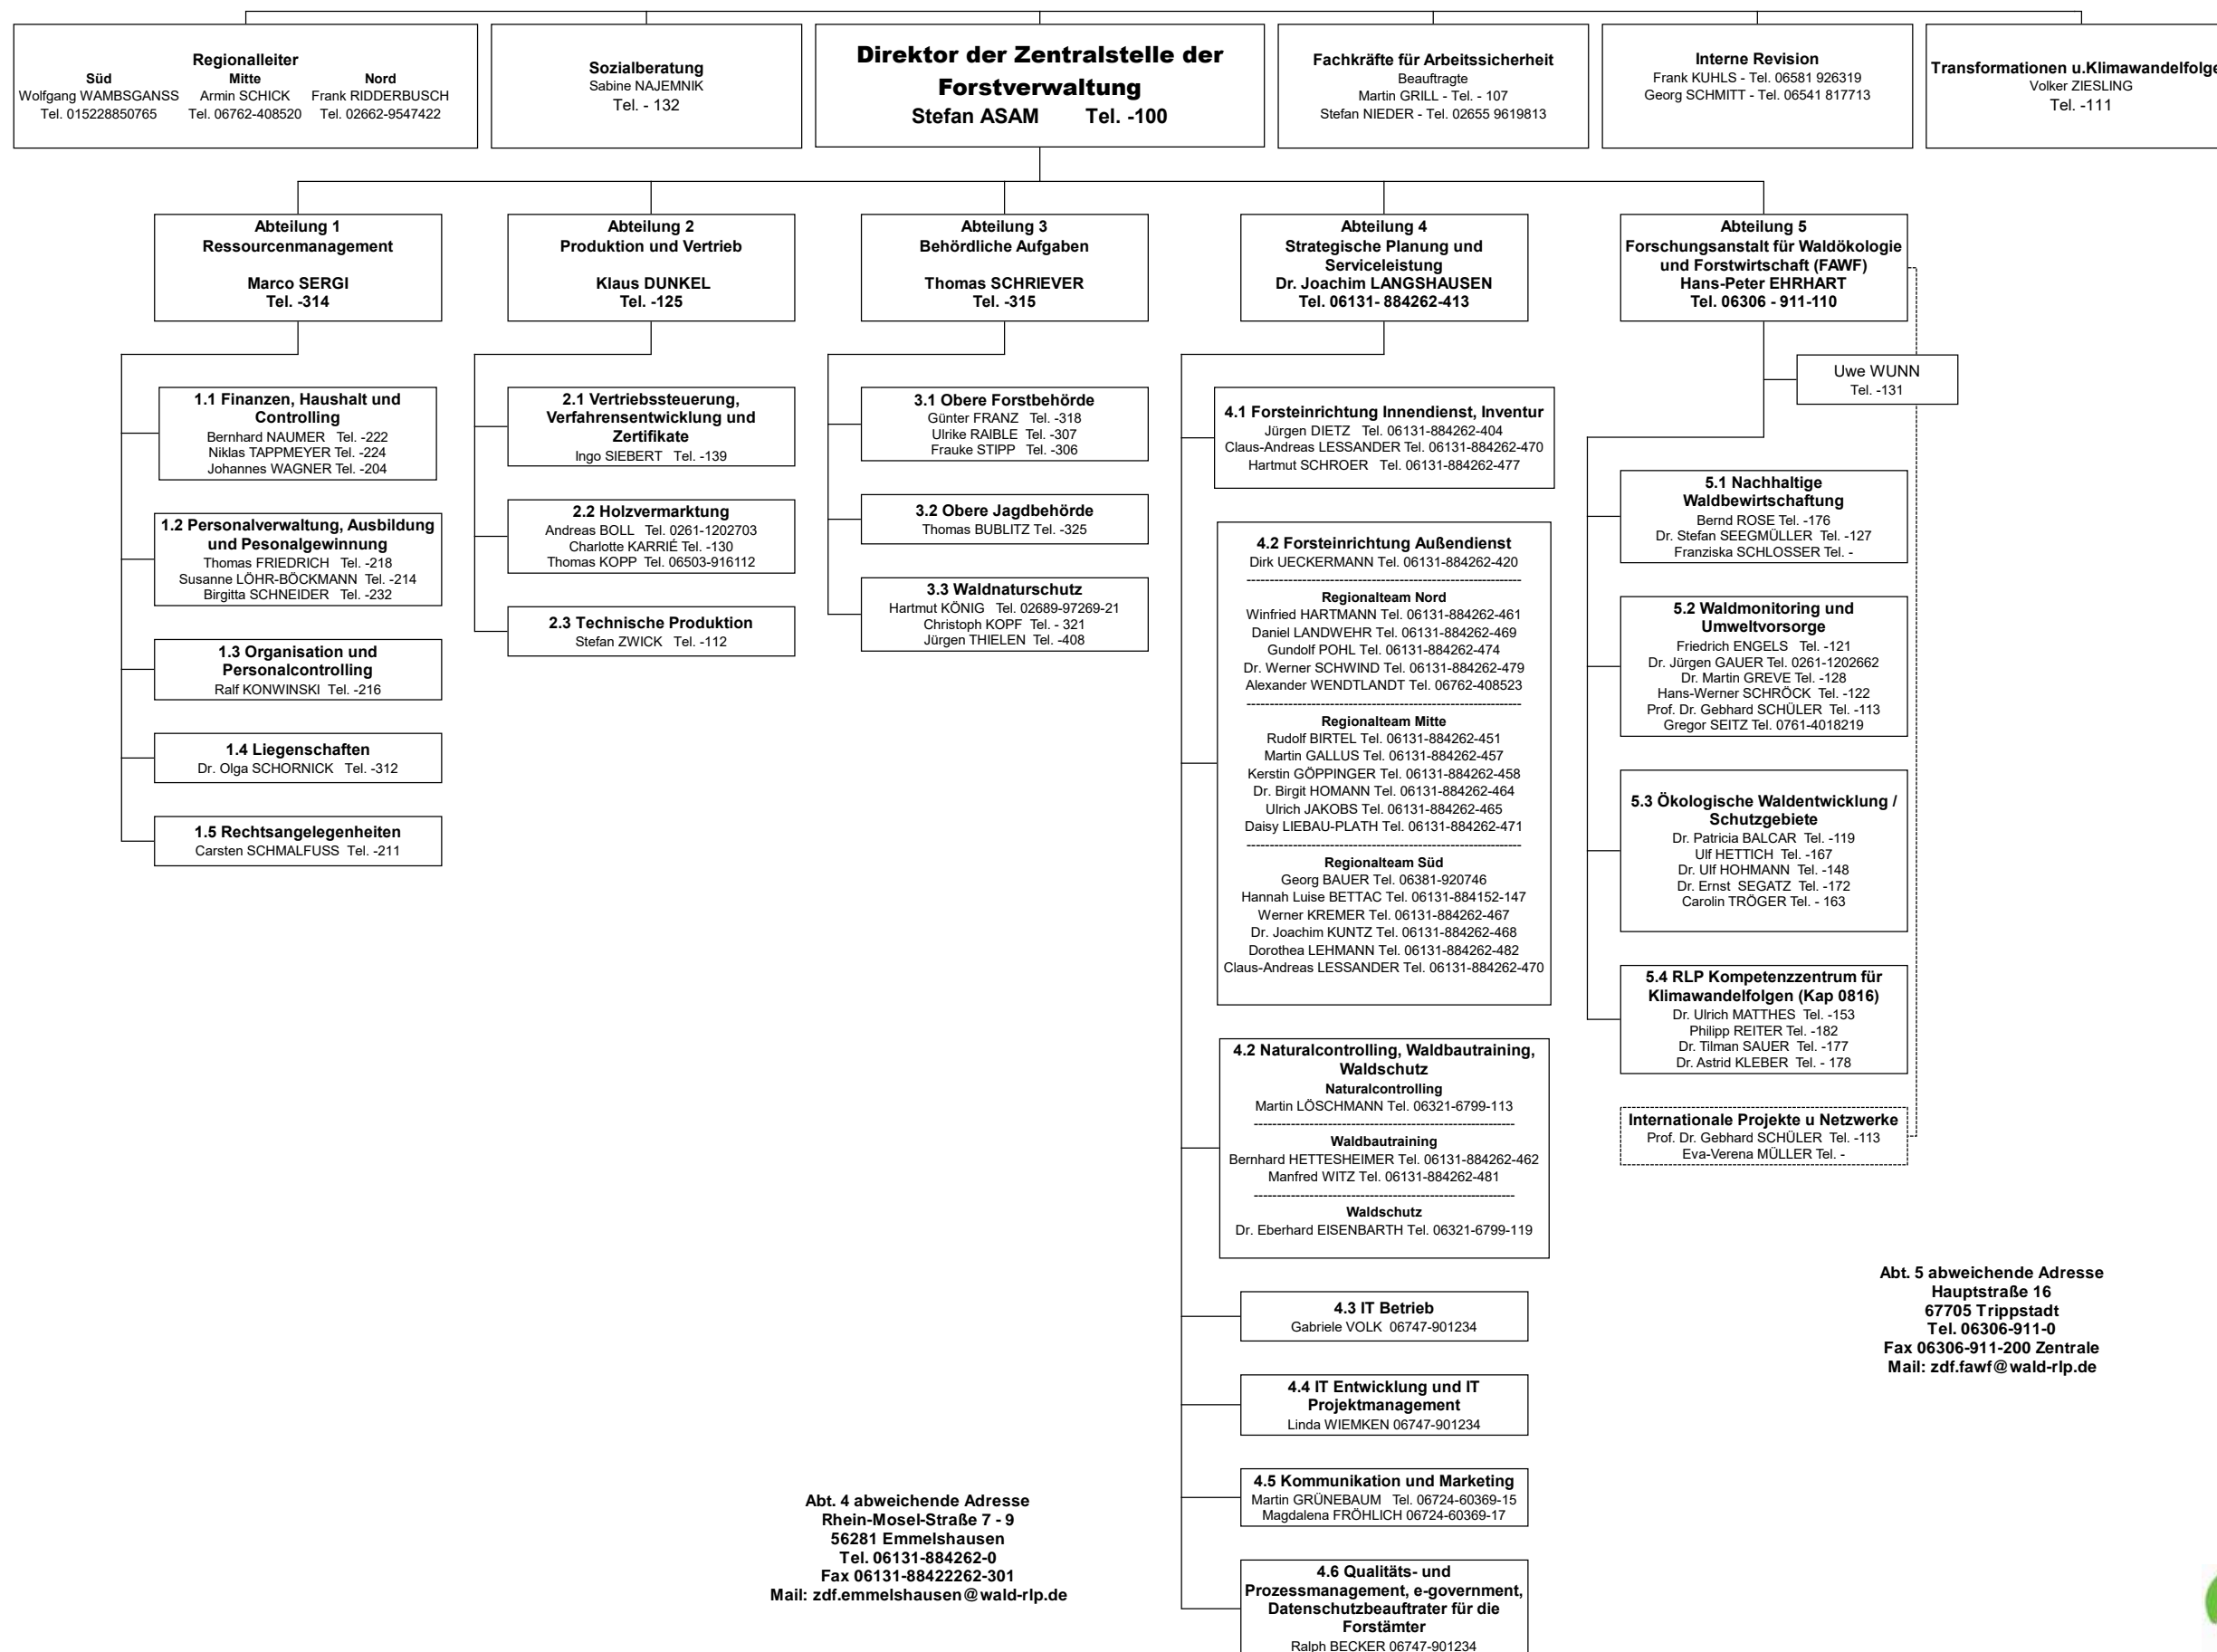 Regionalleiter
Süd Mitte Nord
Wolfgang WAMBSGANSS Armin SCHICK Frank RIDDERBUSCH
Tel. 015228850765 Tel. 06762-408520 Tel. 02662-9547422
Sozialberatung
Sabine NAJEMNIK
Tel. - 132
Direktor der Zentralstelle der
Forstverwaltung
Stefan ASAM Tel. -100
Fachkräfte für Arbeitssicherheit
Beauftragte
Martin GRILL - Tel. - 107
Stefan NIEDER - Tel. 02655 9619813
Interne Revision
Frank KUHLS - Tel. 06581 926319
Georg SCHMITT - Tel. 06541 817713
Transformationen u.Klimawandelfolge
Volker ZIESLING
Tel. -111
Abteilung 1
Ressourcenmanagement
Marco SERGI
Tel. -314
1.1 Finanzen, Haushalt und
Controlling
Bernhard NAUMER Tel. -222
Niklas TAPPMEYER Tel. -224
Johannes WAGNER Tel. -204
1.2 Personalverwaltung, Ausbildung
und Pesonalgewinnung
Thomas FRIEDRICH Tel. -218
Susanne LÖHR-BÖCKMANN Tel. -214
Birgitta SCHNEIDER Tel. -232
1.3 Organisation und
Personalcontrolling
Ralf KONWINSKI Tel. -216
1.4 Liegenschaften
Dr. Olga SCHORNICK Tel. -312
1.5 Rechtsangelegenheiten
Carsten SCHMALFUSS Tel. -211
Abteilung 2
Produktion und Vertrieb
Klaus DUNKEL
Tel. -125
2.1 Vertriebssteuerung,
Verfahrensentwicklung und
Zertifikate
Ingo SIEBERT Tel. -139
2.2 Holzvermarktung
Andreas BOLL Tel. 0261-1202703
Charlotte KARRIÉ Tel. -130
Thomas KOPP Tel. 06503-916112
2.3 Technische Produktion
Stefan ZWICK Tel. -112
Abteilung 3
Behördliche Aufgaben
Thomas SCHRIEVER
Tel. -315
3.1 Obere Forstbehörde
Günter FRANZ Tel. -318
Ulrike RAIBLE Tel. -307
Frauke STIPP Tel. -306
3.2 Obere Jagdbehörde
Thomas BUBLITZ Tel. -325
3.3 Waldnaturschutz
Hartmut KÖNIG Tel. 02689-97269-21
Christoph KOPF Tel. - 321
Jürgen THIELEN Tel. -408
Abteilung 4
Strategische Planung und
Serviceleistung
Dr. Joachim LANGSHAUSEN
Tel. 06131- 884262-413
4.1 Forsteinrichtung Innendienst, Inventur
Jürgen DIETZ Tel. 06131-884262-404
Claus-Andreas LESSANDER Tel. 06131-884262-470
Hartmut SCHROER Tel. 06131-884262-477
4.2 Forsteinrichtung Außendienst
Dirk UECKERMANN Tel. 06131-884262-420
------------------------------------------------------------
Regionalteam Nord
Winfried HARTMANN Tel. 06131-884262-461
Daniel LANDWEHR Tel. 06131-884262-469
Gundolf POHL Tel. 06131-884262-474
Dr. Werner SCHWIND Tel. 06131-884262-479
Alexander WENDTLANDT Tel. 06762-408523
------------------------------------------------------------
Regionalteam Mitte
Rudolf BIRTEL Tel. 06131-884262-451
Martin GALLUS Tel. 06131-884262-457
Kerstin GÖPPINGER Tel. 06131-884262-458
Dr. Birgit HOMANN Tel. 06131-884262-464
Ulrich JAKOBS Tel. 06131-884262-465
Daisy LIEBAU-PLATH Tel. 06131-884262-471
------------------------------------------------------------
Regionalteam Süd
Georg BAUER Tel. 06381-920746
Hannah Luise BETTAC Tel. 06131-884152-147
Werner KREMER Tel. 06131-884262-467
Dr. Joachim KUNTZ Tel. 06131-884262-468
Dorothea LEHMANN Tel. 06131-884262-482
Claus-Andreas LESSANDER Tel. 06131-884262-470
4.2 Naturalcontrolling, Waldbautraining,
Waldschutz
Naturalcontrolling
Martin LÖSCHMANN Tel. 06321-6799-113
---------------------------------------------------------
Waldbautraining
Bernhard HETTESHEIMER Tel. 06131-884262-462
Manfred WITZ Tel. 06131-884262-481
---------------------------------------------------------
Waldschutz
Dr. Eberhard EISENBARTH Tel. 06321-6799-119
4.3 IT Betrieb
Gabriele VOLK 06747-901234
4.4 IT Entwicklung und IT
Projektmanagement
Linda WIEMKEN 06747-901234
4.5 Kommunikation und Marketing
Martin GRÜNEBAUM Tel. 06724-60369-15
Magdalena FRÖHLICH 06724-60369-17
4.6 Qualitäts- und
Prozessmanagement, e-government,
Datenschutzbeauftrater für die
Forstämter
Ralph BECKER 06747-901234
Abteilung 5
Forschungsanstalt für Waldökologie
und Forstwirtschaft (FAWF)
Hans-Peter EHRHART
Tel. 06306 - 911-110
Uwe WUNN
Tel. -131
5.1 Nachhaltige
Waldbewirtschaftung
Bernd ROSE Tel. -176
Dr. Stefan SEEGMÜLLER Tel. -127
Franziska SCHLOSSER Tel. -
5.2 Waldmonitoring und
Umweltvorsorge
Friedrich ENGELS Tel. -121
Dr. Jürgen GAUER Tel. 0261-1202662
Dr. Martin GREVE Tel. -128
Hans-Werner SCHRÖCK Tel. -122
Prof. Dr. Gebhard SCHÜLER Tel. -113
Gregor SEITZ Tel. 0761-4018219
5.3 Ökologische Waldentwicklung /
Schutzgebiete
Dr. Patricia BALCAR Tel. -119
Ulf HETTICH Tel. -167
Dr. Ulf HOHMANN Tel. -148
Dr. Ernst SEGATZ Tel. -172
Carolin TRÖGER Tel. - 163
5.4 RLP Kompetenzzentrum für
Klimawandelfolgen (Kap 0816)
Dr. Ulrich MATTHES Tel. -153
Philipp REITER Tel. -182
Dr. Tilman SAUER Tel. -177
Dr. Astrid KLEBER Tel. - 178
Internationale Projekte u Netzwerke
Prof. Dr. Gebhard SCHÜLER Tel. -113
Eva-Verena MÜLLER Tel. -
Abt. 5 abweichende Adresse
Hauptstraße 16
67705 Trippstadt
Tel. 06306-911-0
Fax 06306-911-200 Zentrale
Mail: zdf.fawf@wald-rlp.de
Abt. 4 abweichende Adresse
Rhein-Mosel-Straße 7 - 9
56281 Emmelshausen
Tel. 06131-884262-0
Fax 06131-88422262-301
Mail: zdf.emmelshausen@wald-rlp.de